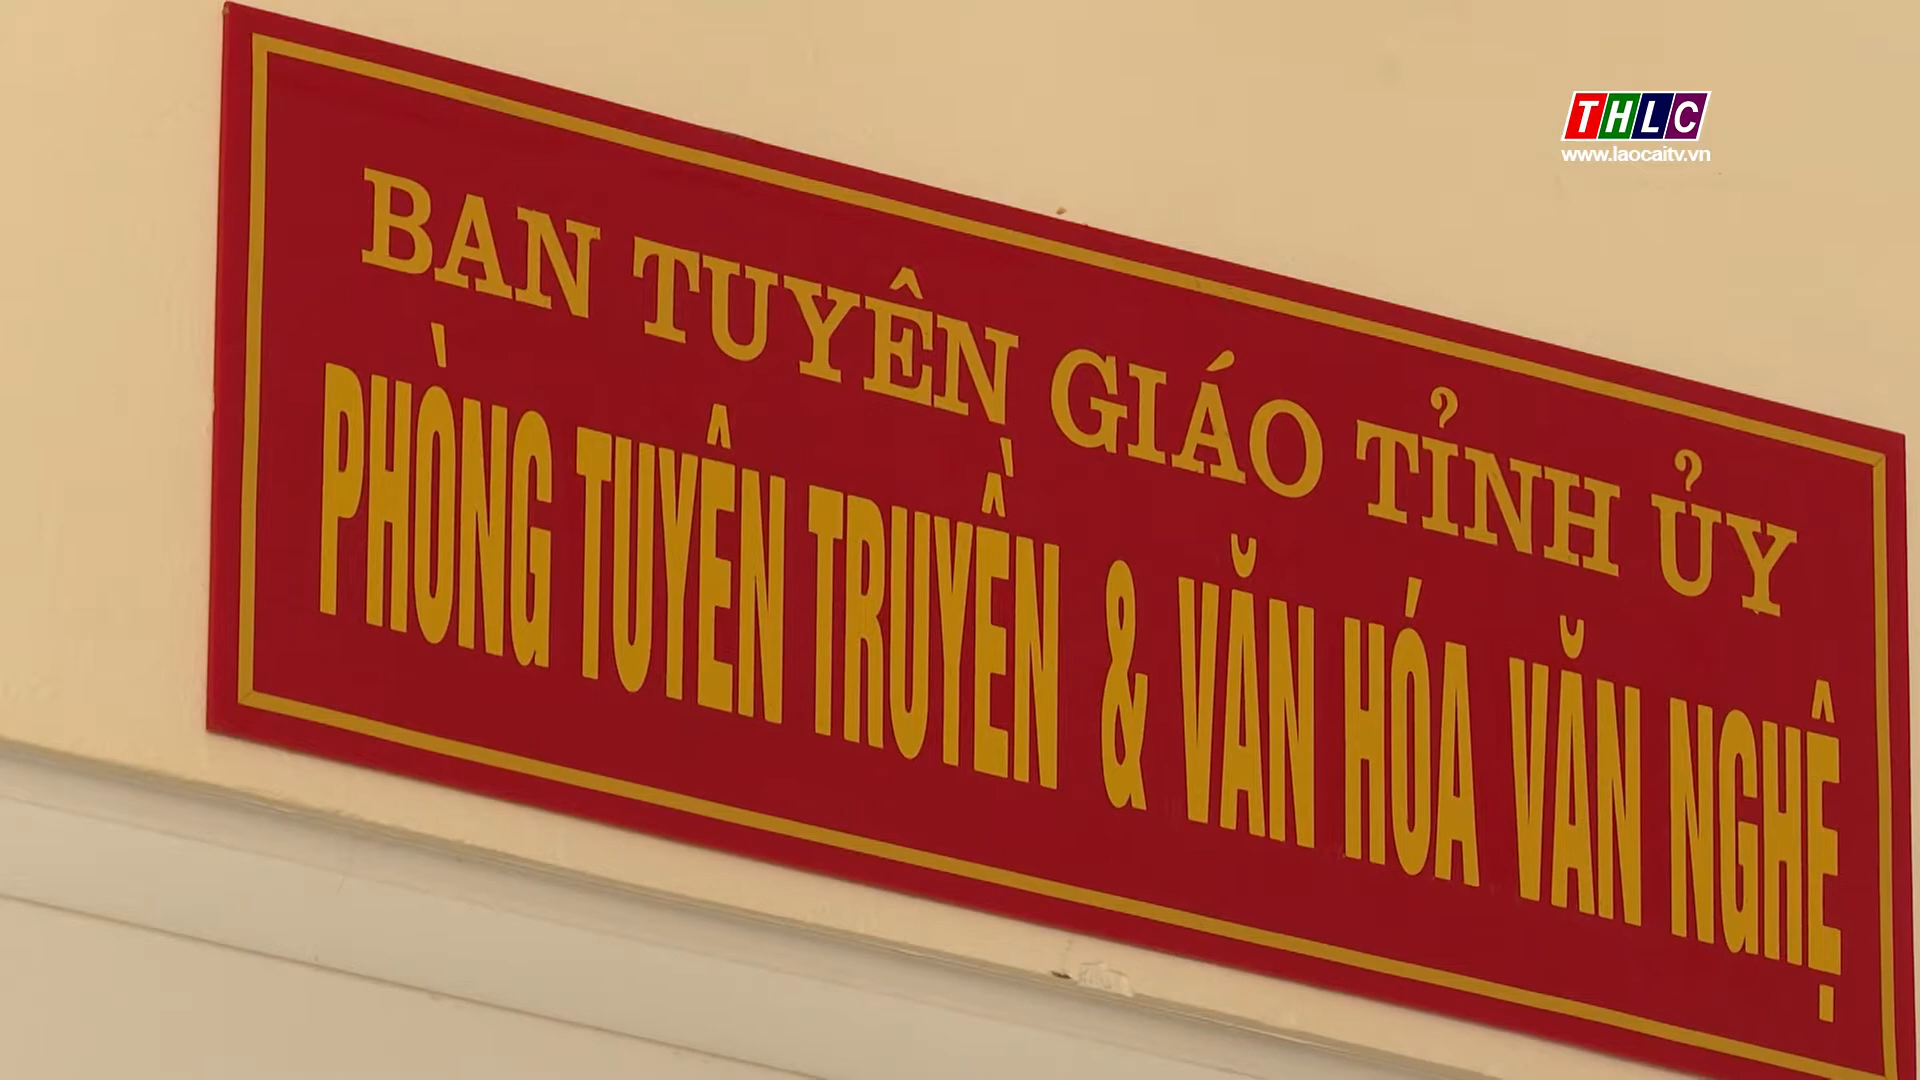 THLC
www.laocaitv.vn
BAN TUYÊN GIÁO TỈNH ỦY
PHÒNG TUYÊN TRUYỀN & VĂN HÓA VĂN NGHỆ